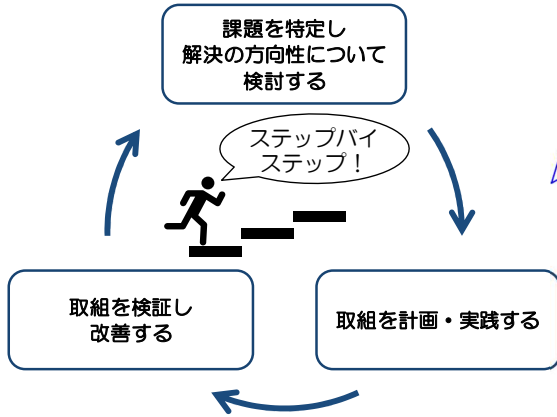 課題を特定し
解決の方向性について
検討する
ステップバイ
ステップ！
取組を検証し
改善する
取組を計画・実践する